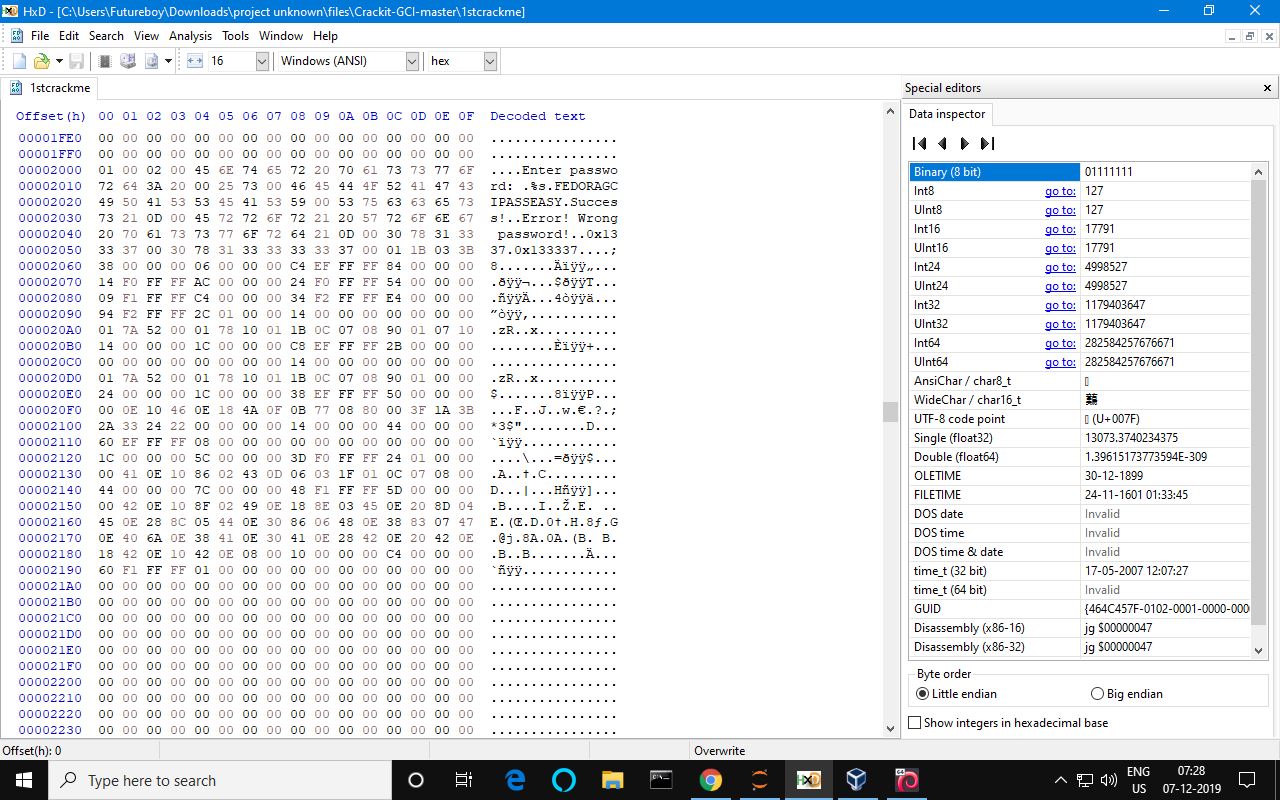 HxD - [C:\Users\Futureboy\Downloads\project unknown\files\Crackit-GCI-master\1stcrackme]
File Edit Search View Analysis Tools Window Help
16 Windows (ANSI) hex
1stcrackme
Offset(h) 00 01 02 03 04 05 06 07 08 09 0A 0B 0C 0D 0E 0F Decoded text
00001FE0 00 00 00 00 00 00 00 00 00 00 00 00 00 00 00 00 ................
00001FF0 00 00 00 00 00 00 00 00 00 00 00 00 00 00 00 00 ................
00002000 01 00 02 00 45 6E 74 65 72 20 70 61 73 73 77 6F ....Enter passwo
00002010 72 64 3A 20 00 25 73 00 46 45 44 4F 52 41 47 43 rd: .%s.FEDORAGC
00002020 49 50 41 53 53 45 41 53 59 00 53 75 63 63 65 73 IPASSEASY.Succes
00002030 73 21 0D 00 45 72 72 6F 72 21 20 57 72 6F 6E 67 s!..Error! Wrong
00002040 20 70 61 73 73 77 6F 72 64 21 0D 00 30 78 31 33  password!..0x13
00002050 33 37 00 30 78 31 33 33 33 33 37 00 01 1B 03 3B 37.0x133337....;
00002060 38 00 00 00 06 00 00 00 C4 EF FF FF 84 00 00 00 8.......Äïÿÿ„...
00002070 14 F0 FF FF AC 00 00 00 24 F0 FF FF 54 00 00 00 .ðÿÿ¬...$ðÿÿT...
00002080 09 F1 FF FF C4 00 00 00 34 F2 FF FF E4 00 00 00 .ñÿÿÄ...4òÿÿä...
00002090 94 F2 FF FF 2C 01 00 00 14 00 00 00 00 00 00 00 ”òÿÿ,...........
000020A0 01 7A 52 00 01 78 10 01 1B 0C 07 08 90 01 07 10 .zR..x..........
000020B0 14 00 00 00 1C 00 00 00 C8 EF FF FF 2B 00 00 00 ........Èïÿÿ+...
000020C0 00 00 00 00 00 00 00 00 14 00 00 00 00 00 00 00 ................
000020D0 01 7A 52 00 01 78 10 01 1B 0C 07 08 90 01 00 00 .zR..x..........
000020E0 24 00 00 00 1C 00 00 00 38 EF FF FF 50 00 00 00 $.......8ïÿÿP...
000020F0 00 0E 10 46 0E 18 4A 0F 0B 77 08 80 00 3F 1A 3B ...F..J..w.€.?.;
00002100 2A 33 24 22 00 00 00 00 14 00 00 00 44 00 00 00 *3$"........D...
00002110 60 EF FF FF 08 00 00 00 00 00 00 00 00 00 00 00 `ïÿÿ............
00002120 1C 00 00 00 5C 00 00 00 3D F0 FF FF 24 01 00 00 ....\...=ðÿÿ$...
00002130 00 41 0E 10 86 02 43 0D 06 03 1F 01 0C 07 08 00 .A..†.C.........
00002140 44 00 00 00 7C 00 00 00 48 F1 FF FF 5D 00 00 00 D...|...Hñÿÿ]...
00002150 00 42 0E 10 8F 02 49 0E 18 8E 03 45 0E 20 8D 04 .B....I..Ž.E. ..
00002160 45 0E 28 8C 05 44 0E 30 86 06 48 0E 38 83 07 47 E.(Œ.D.0†.H.8ƒ.G
00002170 0E 40 6A 0E 38 41 0E 30 41 0E 28 42 0E 20 42 0E .@j.8A.0A.(B. B.
00002180 18 42 0E 10 42 0E 08 00 10 00 00 00 C4 00 00 00 .B..B.......Ä...
00002190 60 F1 FF FF 01 00 00 00 00 00 00 00 00 00 00 00 `ñÿÿ............
000021A0 00 00 00 00 00 00 00 00 00 00 00 00 00 00 00 00 ................
000021B0 00 00 00 00 00 00 00 00 00 00 00 00 00 00 00 00 ................
000021C0 00 00 00 00 00 00 00 00 00 00 00 00 00 00 00 00 ................
000021D0 00 00 00 00 00 00 00 00 00 00 00 00 00 00 00 00 ................
000021E0 00 00 00 00 00 00 00 00 00 00 00 00 00 00 00 00 ................
000021F0 00 00 00 00 00 00 00 00 00 00 00 00 00 00 00 00 ................
00002200 00 00 00 00 00 00 00 00 00 00 00 00 00 00 00 00 ................
00002210 00 00 00 00 00 00 00 00 00 00 00 00 00 00 00 00 ................
00002220 00 00 00 00 00 00 00 00 00 00 00 00 00 00 00 00 ................
00002230 00 00 00 00 00 00 00 00 00 00 00 00 00 00 00 00 ................
Special editors
Data inspector
Binary (8 bit) 01111111
Int8 go to: 127
UInt8 go to: 127
Int16 go to: 17791
UInt16 go to: 17791
Int24 go to: 4998527
UInt24 go to: 4998527
Int32 go to: 1179403647
UInt32 go to: 1179403647
Int64 go to: 282584257676671
UInt64 go to: 282584257676671
AnsiChar / char8_t
WideChar / char16_t
UTF-8 code point (U+007F)
Single (float32) 13073.3740234375
Double (float64) 1.39615173773594E-309
OLETIME 30-12-1899
FILETIME 24-11-1601 01:33:45
DOS date Invalid
DOS time Invalid
DOS time & date Invalid
time_t (32 bit) 17-05-2007 12:07:27
time_t (64 bit) Invalid
GUID {464C457F-0102-0001-0000-000
Disassembly (x86-16) jg $00000047
Disassembly (x86-32) jg $00000047
Byte order
Little endian Big endian
Show integers in hexadecimal base
Offset(h): 0 Overwrite
Type here to search
ENG
US
07:28
07-12-2019